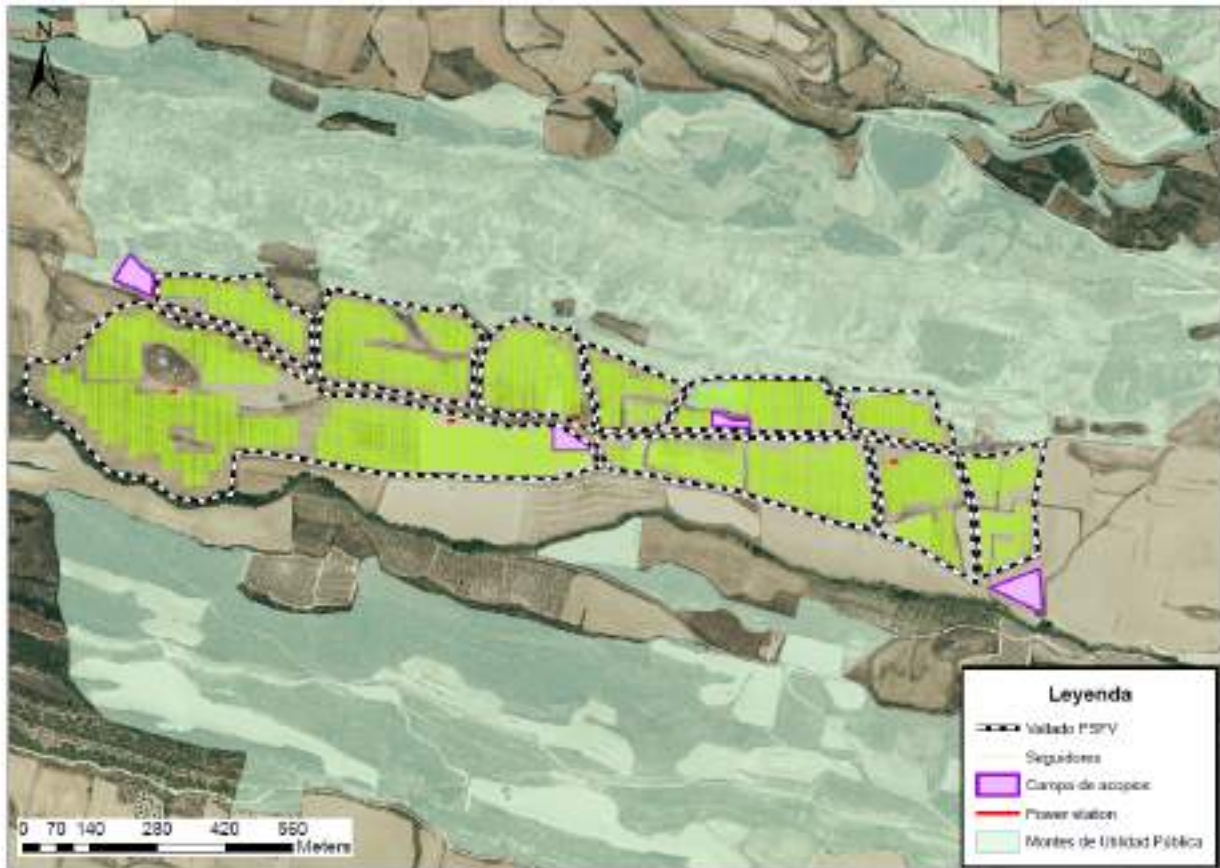 N
Leyenda
Vallado PSFV
Seguidores
Campa de acopios
Power station
Montes de Utilidad Pública
0 70 140 280 420 560
Meters